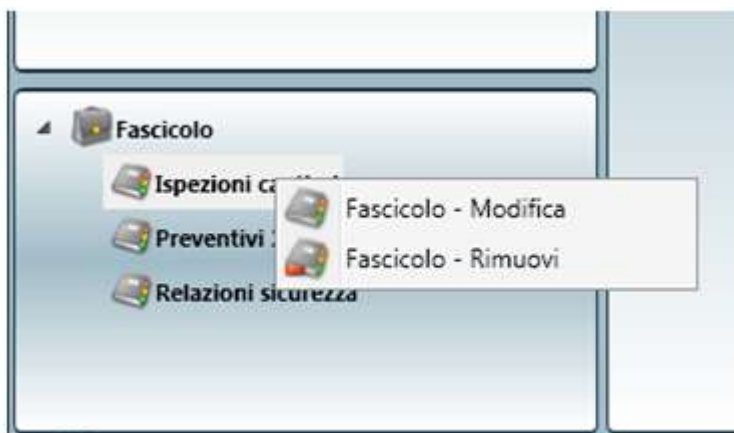 Fascicolo
Ispezioni
Fascicolo - Modifica
Preventivi
Fascicolo - Rimuovi
Relazioni sicurezza